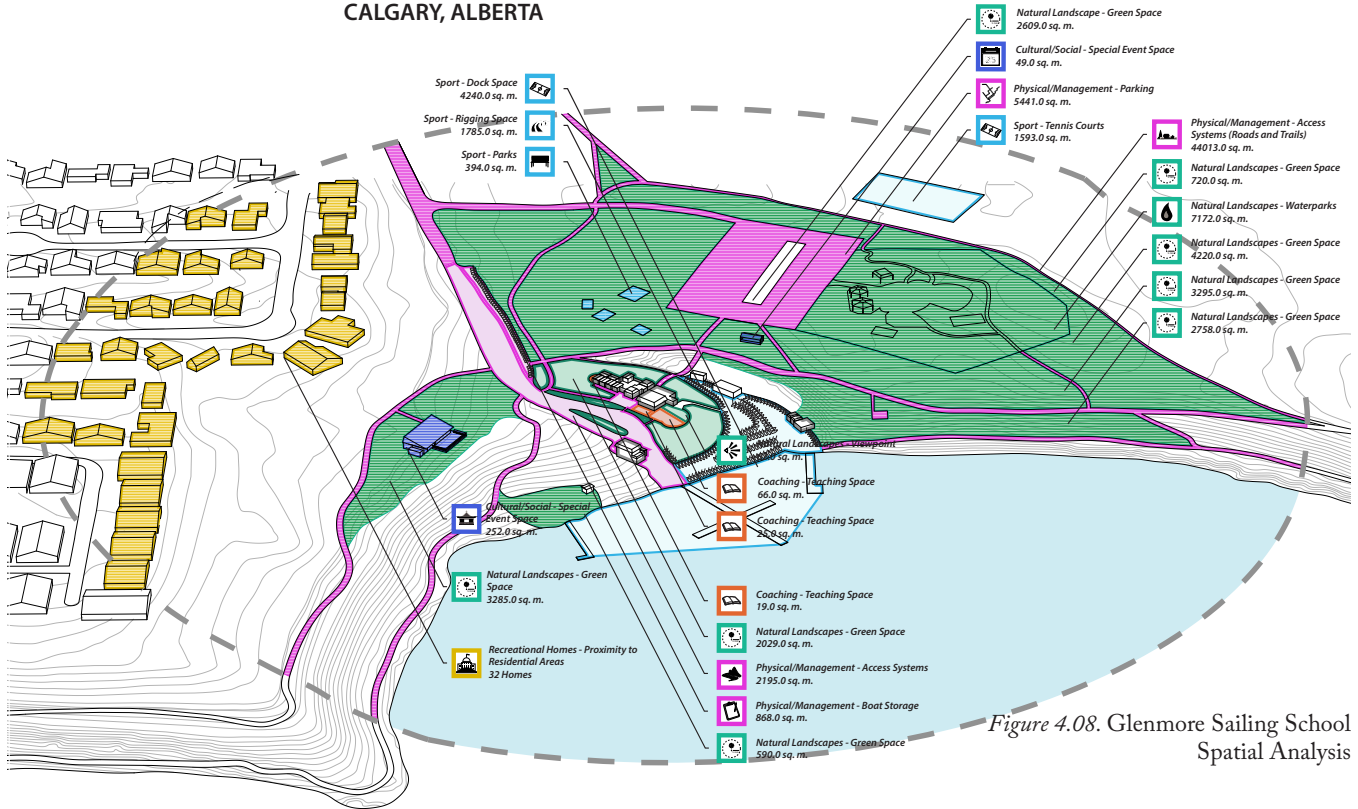 CALGARY, ALBERTA
Natural Landscape - Green Space
2609.0 sq. m.
Cultural/Social - Special Event Space
49.0 sq. m.
Physical/Management - Parking
5441.0 sq. m.
Sport - Tennis Courts
1593.0 sq. m.
Sport - Dock Space
4240.0 sq. m.
Sport - Rigging Space
1785.0 sq. m.
Sport - Parks
394.0 sq. m.
Physical/Management - Access
Systems (Roads and Trails)
44013.0 sq. m.
Natural Landscapes - Green Space
720.0 sq. m.
Natural Landscapes - Waterparks
7172.0 sq. m.
Natural Landscapes - Green Space
4220.0 sq. m.
Natural Landscapes - Green Space
3295.0 sq. m.
Natural Landscapes - Green Space
2758.0 sq. m.
Natural Landscapes - Viewpoint
sq. m.
Coaching - Teaching Space
66.0 sq. m.
Coaching - Teaching Space
25.0 sq. m.
Cultural/Social - Special
Event Space
252.0 sq. m.
Natural Landscapes - Green
Space
3285.0 sq. m.
Recreational Homes - Proximity to
Residential Areas
32 Homes
Coaching - Teaching Space
19.0 sq. m.
Natural Landscapes - Green Space
2029.0 sq. m.
Physical/Management - Access Systems
2195.0 sq. m.
Physical/Management - Boat Storage
868.0 sq. m.
Natural Landscapes - Green Space
590.0 sq. m.
Figure 4.08. Glenmore Sailing School
Spatial Analysis